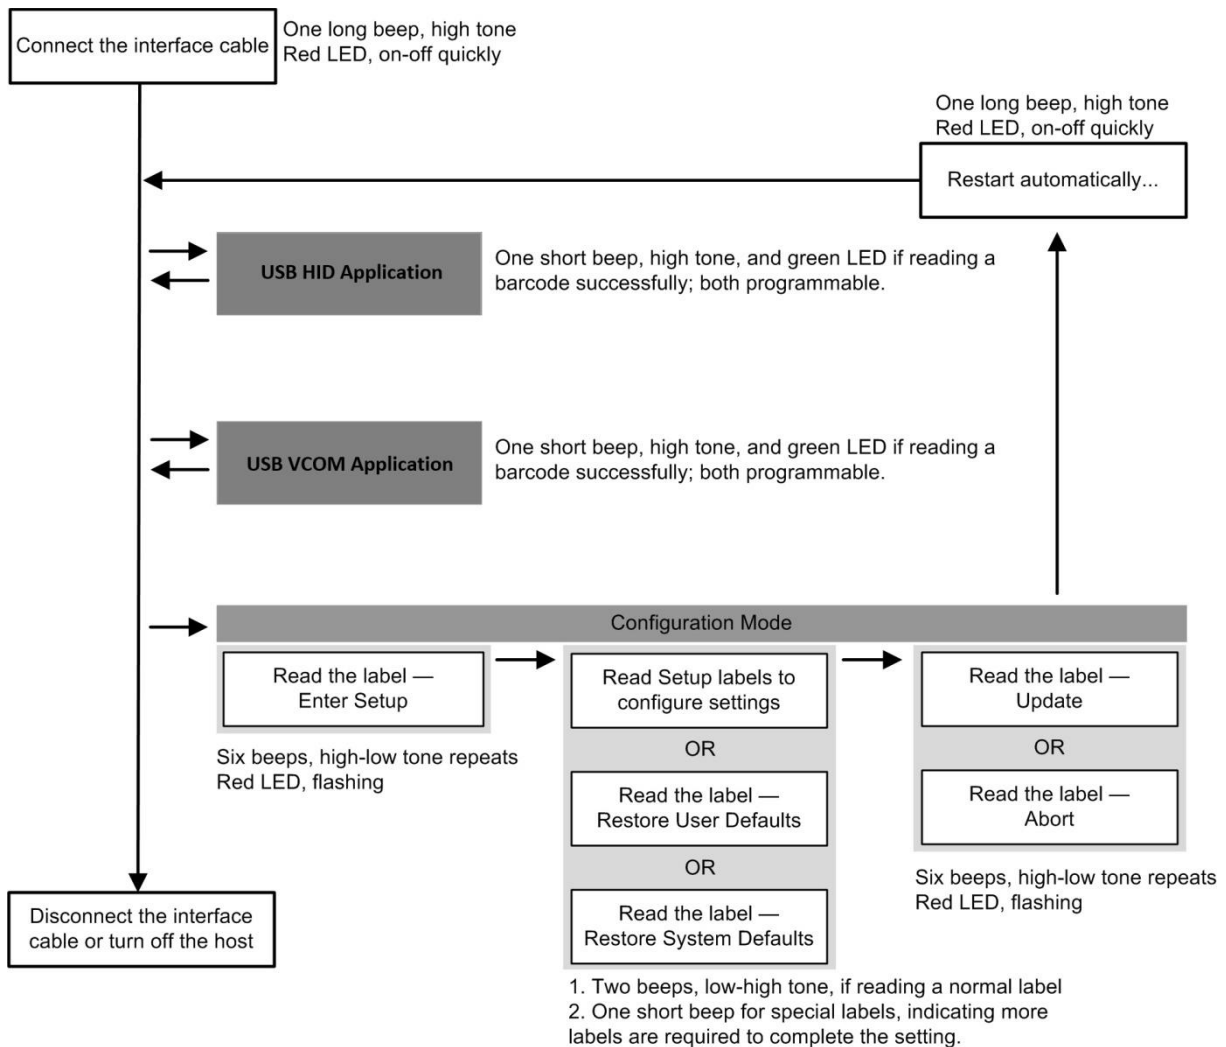 Connect the interface cable
One long beep, high tone
Red LED, on-off quickly
One long beep, high tone
Red LED, on-off quickly
Restart automatically...
USB HID Application
One short beep, high tone, and green LED if reading a
barcode successfully; both programmable.
USB VCOM Application
One short beep, high tone, and green LED if reading a
barcode successfully; both programmable.
Configuration Mode
Read the label —
Enter Setup
Six beeps, high-low tone repeats
Red LED, flashing
Read Setup labels to
configure settings
OR
Read the label —
Restore User Defaults
OR
Read the label —
Restore System Defaults
1. Two beeps, low-high tone, if reading a normal label
2. One short beep for special labels, indicating more
labels are required to complete the setting.
Read the label —
Update
OR
Read the label —
Abort
Six beeps, high-low tone repeats
Red LED, flashing
Disconnect the interface
cable or turn off the host